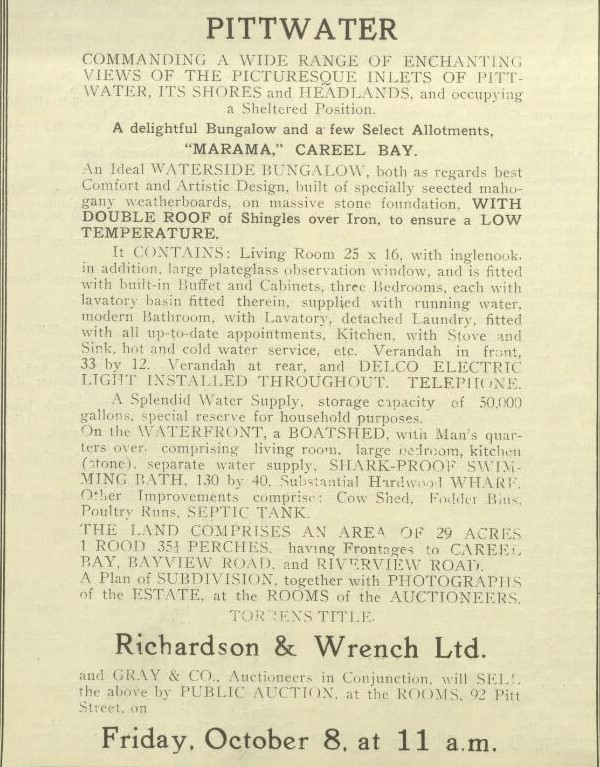 PITTWATER
COMMANDING A WIDE RANGE OF ENCHANTING
VIEWS OF THE PICTURESQUE INLETS OF PITT-
WATER, ITS SHORES and HEADLANDS, and occupying
a Sheltered Position.
A delightful Bungalow and a few Select Allotments,
"MARAMA," CAREEL BAY.
An Ideal WATERSIDE BUNGALOW, both as regards best
Comfort and Artistic Design, built of specially seected maho-
gany weatherboards, on massive stone foundation, WITH
DOUBLE ROOF of Shingles over Iron, to ensure a LOW
TEMPERATURE.
It CONTAINS: Living Room 25 x 16, with inglenook,
in addition, large plateglass observation window, and is fitted
with built-in Buffet and Cabinets, three Bedrooms, each with
lavatory basin fitted therein, supplied with running water,
modern Bathroom, with Lavatory, detached Laundry, fitted
with all up-to-date appointments, Kitchen, with Stove and
Sink, hot and cold water service, etc. Verandah in front,
33 by 12. Verandah at rear, and DELCO ELECTRIC
LIGHT INSTALLED THROUGHOUT. TELEPHONE.
A Splendid Water Supply, storage capacity of 50,000
gallons, special reserve for household purposes.
On the WATERFRONT, a BOATSHED, with Man's quar-
ters over, comprising living room, large bedroom, kitchen
(stone), separate water supply, SHARK-PROOF SWIM-
MING BATH, 130 by 40, Substantial Hardwood WHARF.
Other Improvements comprise: Cow Shed, Fodder Bins,
Poultry Runs, SEPTIC TANK.
THE LAND COMPRISES AN AREA OF 29 ACRES
1 ROOD PERCHES, having Frontages to CAREEL
BAY, BAYVIEW ROAD, and RIVERVIEW ROAD.
A Plan of SUBDIVISION, together with PHOTOGRAPHS
of the ESTATE, at the ROOMS of the AUCTIONEERS.
TORRENS TITLE.
Richardson & Wrench Ltd.
and GRAY & CO., Auctioneers in Conjunction, will SELL
the above by PUBLIC AUCTION, at the ROOMS, 92 Pitt
Street, on
Friday, October 8, at 11 a.m.